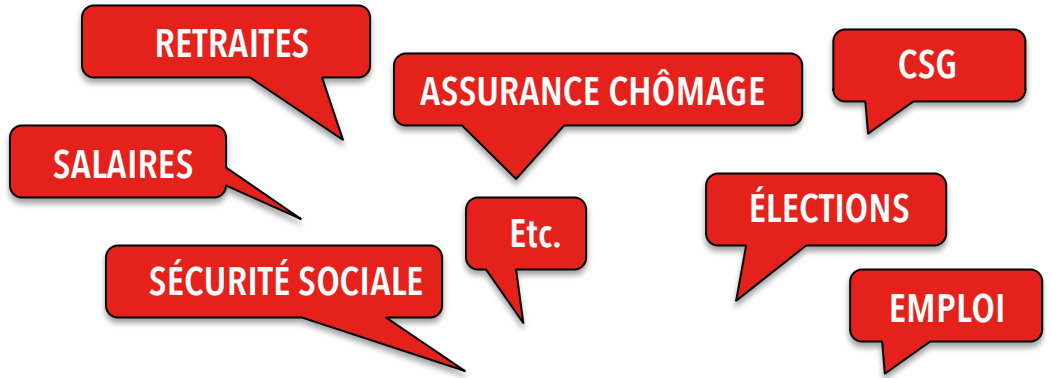 RETRAITES
ASSURANCE CHÔMAGE
CSG
SALAIRES
Etc.
ÉLECTIONS
SÉCURITÉ SOCIALE
EMPLOI